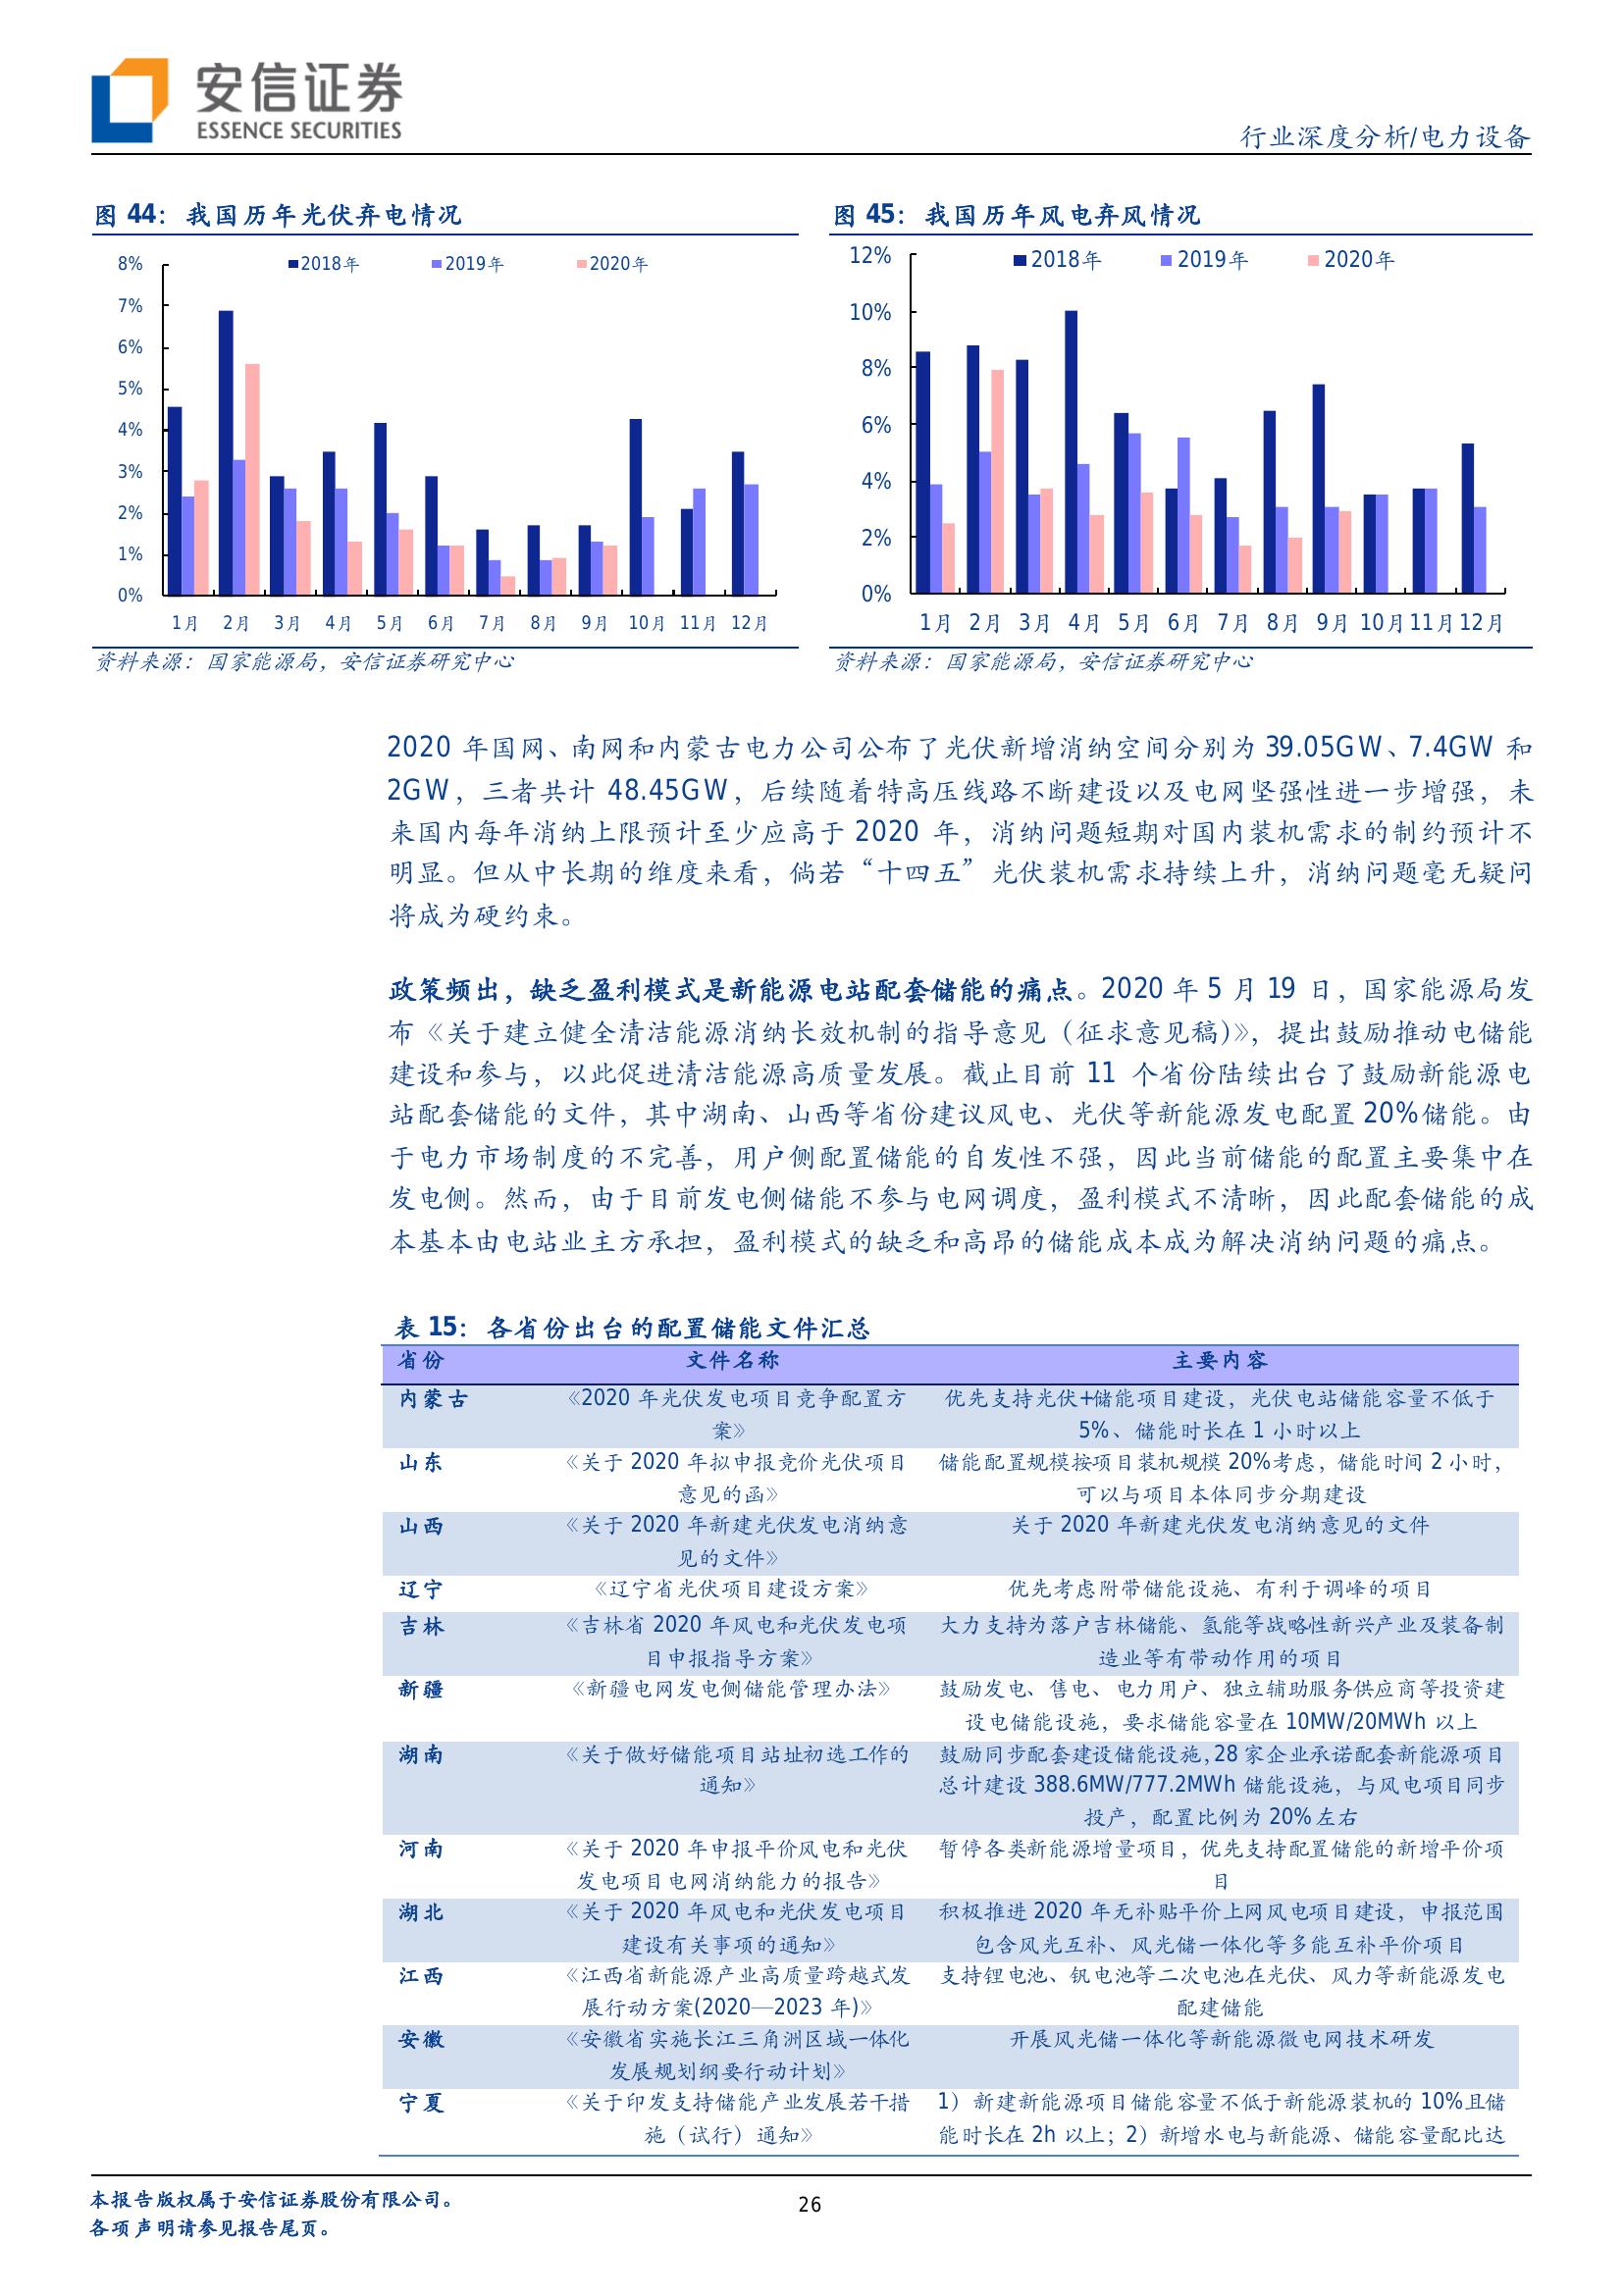 安信证券
ESSENCE SECURITIES
行业深度分析/电力设备
图 44：我国历年光伏弃电情况
2018年 2019年 2020年
8%
7%
6%
5%
4%
3%
2%
1%
0%
1月 2月 3月 4月 5月 6月 7月 8月 9月 10月 11月 12月
资料来源：国家能源局，安信证券研究中心
图 45：我国历年风电弃风情况
2018年 2019年 2020年
12%
10%
8%
6%
4%
2%
0%
1月 2月 3月 4月 5月 6月 7月 8月 9月 10月 11月 12月
资料来源：国家能源局，安信证券研究中心
2020 年国网、南网和内蒙古电力公司公布了光伏新增消纳空间分别为 39.05GW、7.4GW 和
2GW，三者共计 48.45GW，后续随着特高压线路不断建设以及电网坚强性进一步增强，未
来国内每年消纳上限预计至少应高于 2020 年，消纳问题短期对国内装机需求的制约预计不
明显。但从中长期的维度来看，倘若“十四五”光伏装机需求持续上升，消纳问题毫无疑问
将成为硬约束。
政策频出，缺乏盈利模式是新能源电站配套储能的痛点。2020 年 5 月 19 日，国家能源局发
布《关于建立健全清洁能源消纳长效机制的指导意见（征求意见稿）》，提出鼓励推动电储能
建设和参与，以此促进清洁能源高质量发展。截止目前 11 个省份陆续出台了鼓励新能源电
站配套储能的文件，其中湖南、山西等省份建议风电、光伏等新能源发电配置 20%储能。由
于电力市场制度的不完善，用户侧配置储能的自发性不强，因此当前储能的配置主要集中在
发电侧。然而，由于目前发电侧储能不参与电网调度，盈利模式不清晰，因此配套储能的成
本基本由电站业主方承担，盈利模式的缺乏和高昂的储能成本成为解决消纳问题的痛点。
表 15：各省份出台的配置储能文件汇总
省份 文件名称 主要内容
内蒙古 《2020 年光伏发电项目竞争配置方 优先支持光伏+储能项目建设，光伏电站储能容量不低于
案》 5%、储能时长在 1 小时以上
山东 《关于 2020 年拟申报竞价光伏项目 储能配置规模按项目装机规模 20%考虑，储能时间 2 小时，
意见的函》 可以与项目本体同步分期建设
山西 《关于 2020 年新建光伏发电消纳意 关于 2020 年新建光伏发电消纳意见的文件
见的文件》
辽宁 《辽宁省光伏项目建设方案》 优先考虑附带储能设施、有利于调峰的项目
吉林 《吉林省 2020 年风电和光伏发电项 大力支持为落户吉林储能、氢能等战略性新兴产业及装备制
目申报指导方案》 造业等有带动作用的项目
新疆 《新疆电网发电侧储能管理办法》 鼓励发电、售电、电力用户、独立辅助服务供应商等投资建
设电储能设施，要求储能容量在 10MW/20MWh 以上
湖南 《关于做好储能项目站址初选工作的 鼓励同步配套建设储能设施，28 家企业承诺配套新能源项目
通知》 总计建设 388.6MW/777.2MWh 储能设施，与风电项目同步
投产，配置比例为 20%左右
河南 《关于 2020 年申报平价风电和光伏 暂停各类新能源增量项目，优先支持配置储能的新增平价项
发电项目电网消纳能力的报告》 目
湖北 《关于 2020 年风电和光伏发电项目 积极推进 2020 年无补贴平价上网风电项目建设，申报范围
建设有关事项的通知》 包含风光互补、风光储一体化等多能互补平价项目
江西 《江西省新能源产业高质量跨越式发 支持锂电池、钒电池等二次电池在光伏、风力等新能源发电
展行动方案(2020—2023 年)》 配建储能
安徽 《安徽省实施长江三角洲区域一体化 开展风光储一体化等新能源微电网技术研发
发展规划纲要行动计划》
宁夏 《关于印发支持储能产业发展若干措 1）新建新能源项目储能容量不低于新能源装机的 10%且储
施（试行）通知》 能时长在 2h 以上；2）新增水电与新能源、储能容量配比达
本报告版权属于安信证券股份有限公司。
26
各项声明请参见报告尾页。